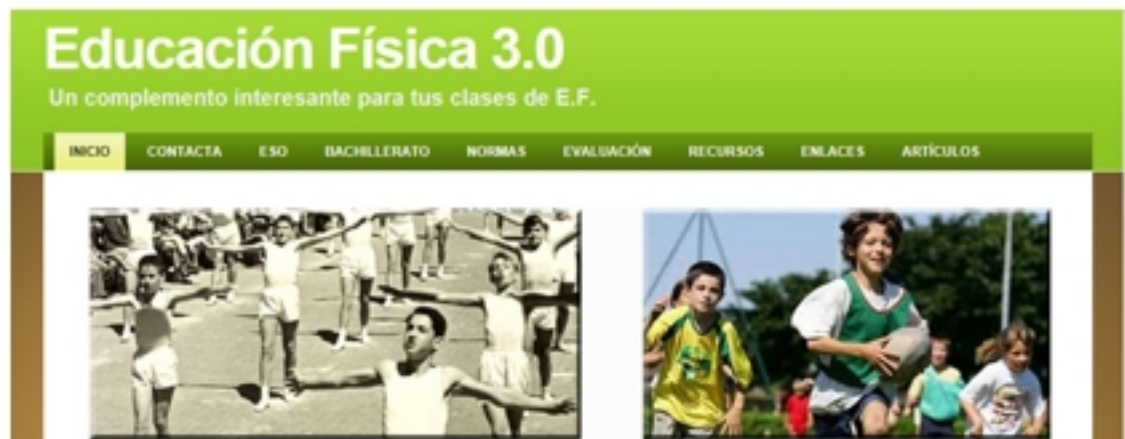 Educación Física 3.0
Un complemento interesante para tus clases de E.F.
INICIO CONTACTA ESO BACHILLERATO NORMAS EVALUACIÓN RECURSOS ENLACES ARTÍCULOS